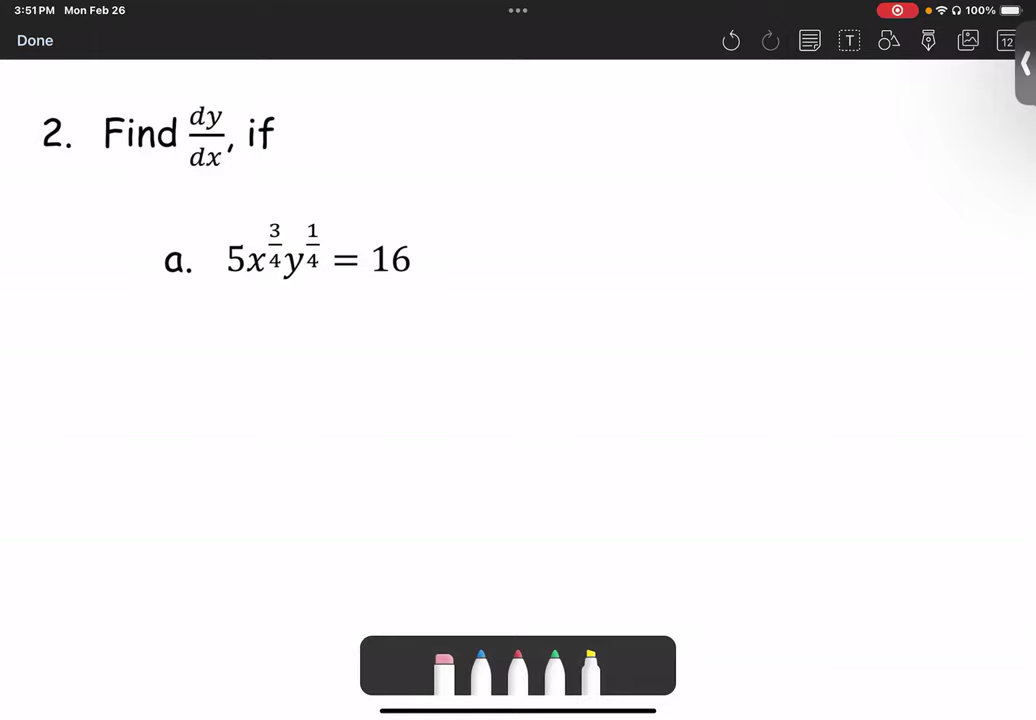 3:51 PM Mon Feb 26 100%
Done T 12
2. Find dy/dx, if
a. 5x^(3/4)y^(1/4) = 16